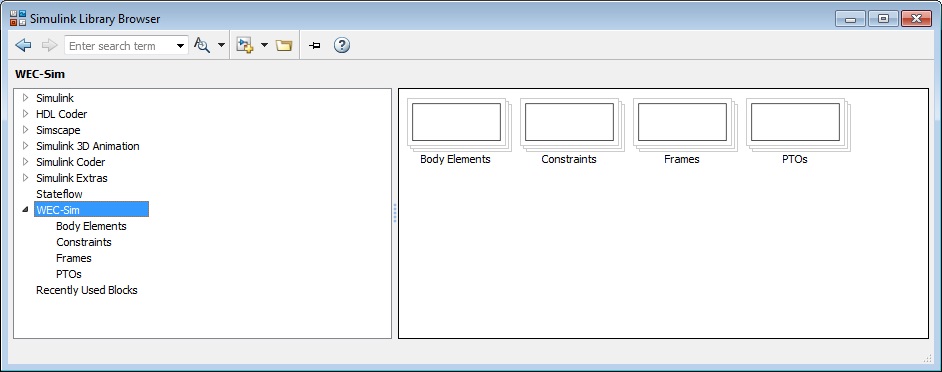 Simulink Library Browser
Enter search term
WEC-Sim
Simulink
HDL Coder
Simscape
Simulink 3D Animation
Simulink Coder
Simulink Extras
Stateflow
WEC-Sim
Body Elements
Constraints
Frames
PTOs
Recently Used Blocks
Body Elements Constraints Frames PTOs